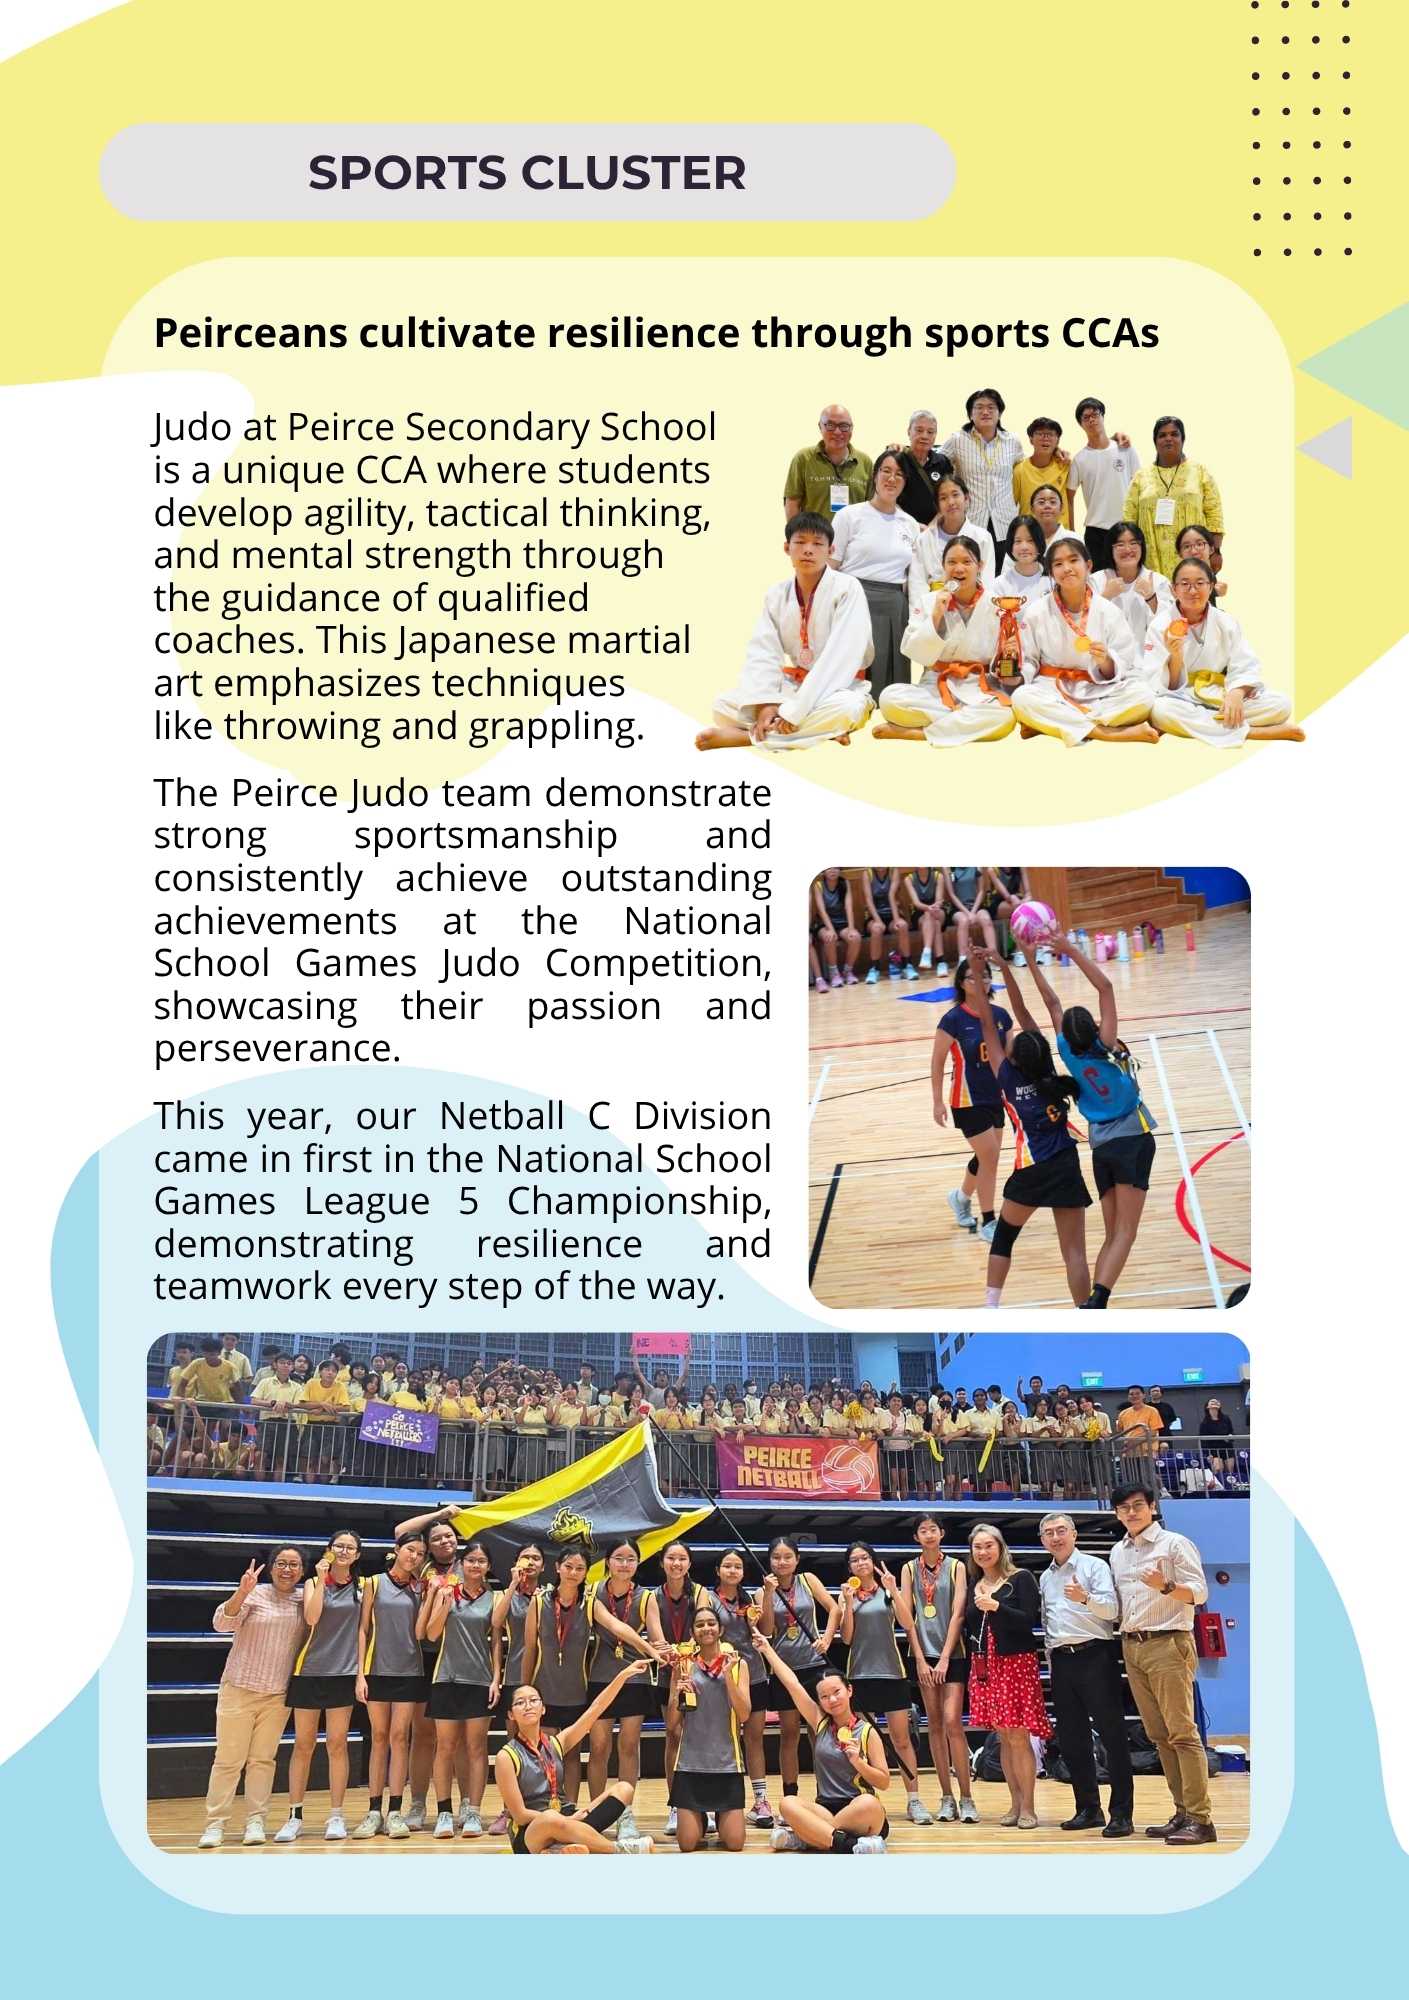 SPORTS CLUSTER
Peirceans cultivate resilience through sports CCAs
Judo at Peirce Secondary School
is a unique CCA where students
develop agility, tactical thinking,
and mental strength through
the guidance of qualified
coaches. This Japanese martial
art emphasizes techniques
like throwing and grappling.
The Peirce Judo team demonstrate
strong sportsmanship and
consistently achieve outstanding
achievements at the National
School Games Judo Competition,
showcasing their passion and
perseverance.
This year, our Netball C Division
came in first in the National School
Games League 5 Championship,
demonstrating resilience and
teamwork every step of the way.
C
GO
PEIRCE
NETBALLERS
!!!
PEIRCE
NETBALL
EXIT
EXIT